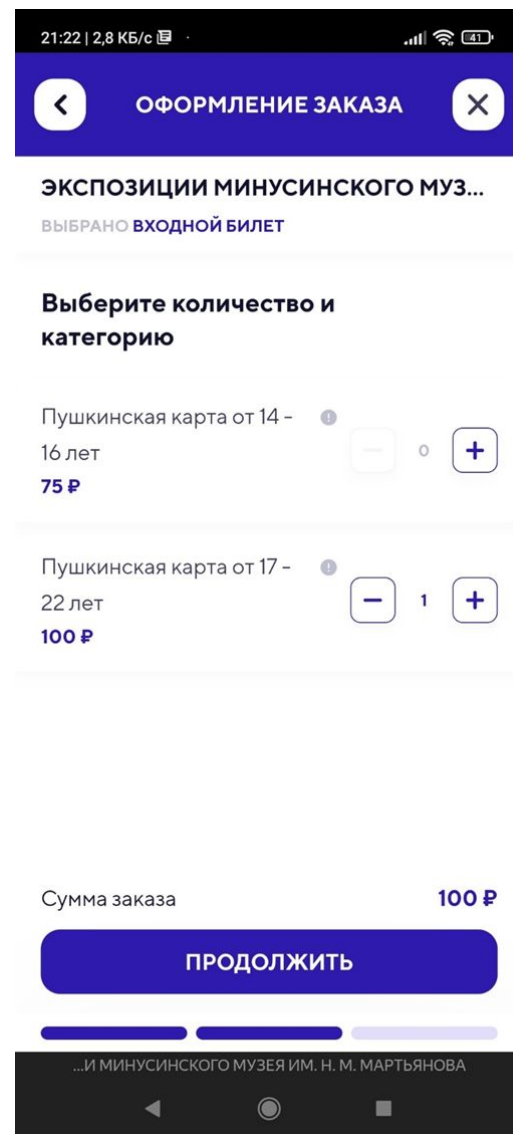 21:22 | 2,8 КБ/с
41
ОФОРМЛЕНИЕ ЗАКАЗА
ЭКСПОЗИЦИИ МИНУСИНСКОГО МУЗ...
ВЫБРАНО ВХОДНОЙ БИЛЕТ
Выберите количество и
категорию
Пушкинская карта от 14 -
16 лет
75 ₽
0
Пушкинская карта от 17 -
22 лет
100 ₽
1
Сумма заказа 100 ₽
ПРОДОЛЖИТЬ
...И МИНУСИНСКОГО МУЗЕЯ ИМ. Н. М. МАРТЬЯНОВА